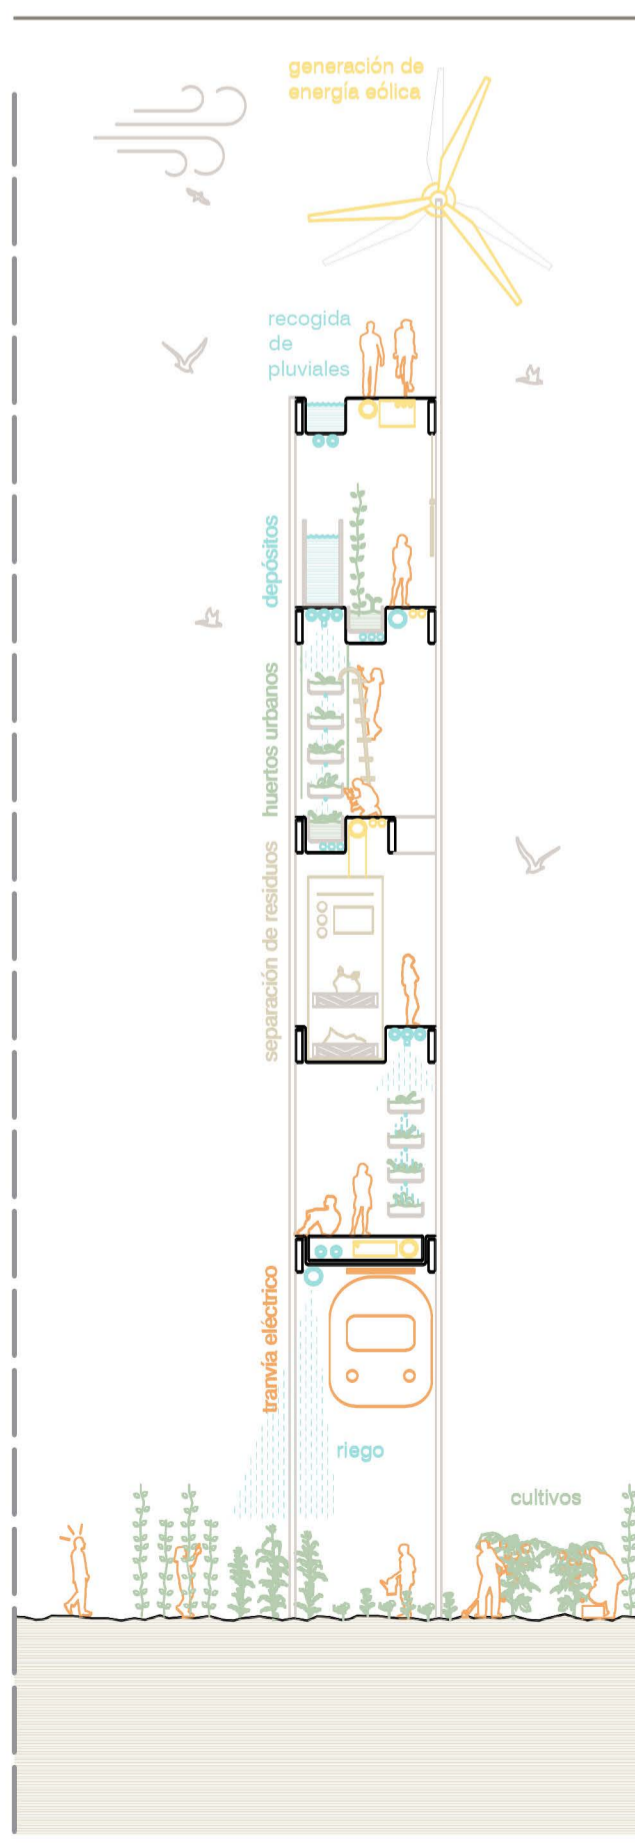 generación de
energía eólica
recogida
de
pluviales
depósitos
huertos urbanos
separación de residuos
tranvía eléctrico
riego
cultivos